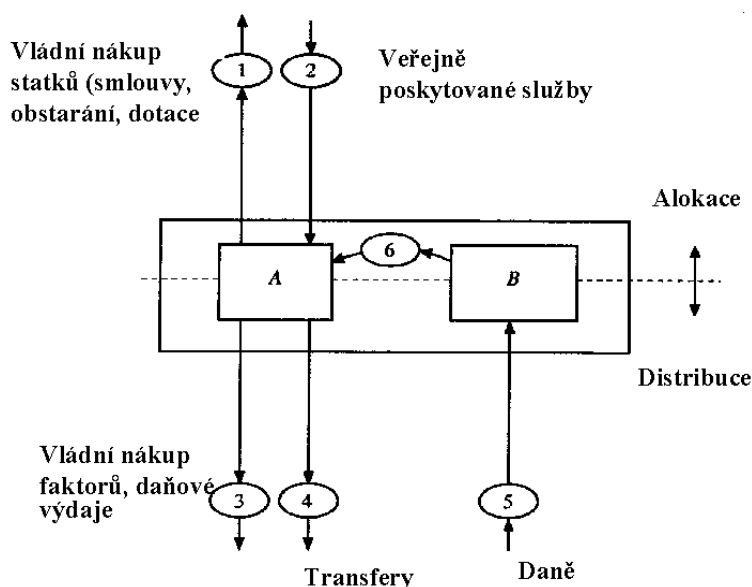 Vládní nákup
statků (smlouvy,
obstarání, dotace
1
2
Veřejně
poskytované služby
Alokace
6
A
B
Distribuce
Vládní nákup
faktorů, daňové
výdaje
3
4
5
Transfery
Daně